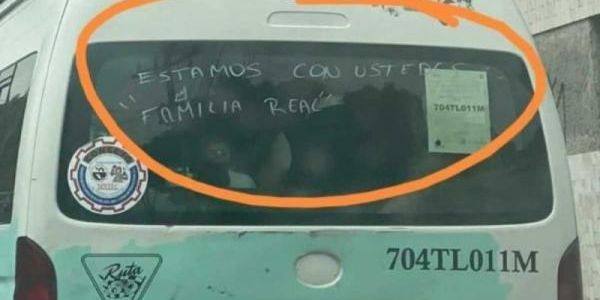 ESTAMOS CON USTEDES
"FAMILIA REAL"
704TL011M
704TL011M
Ruta